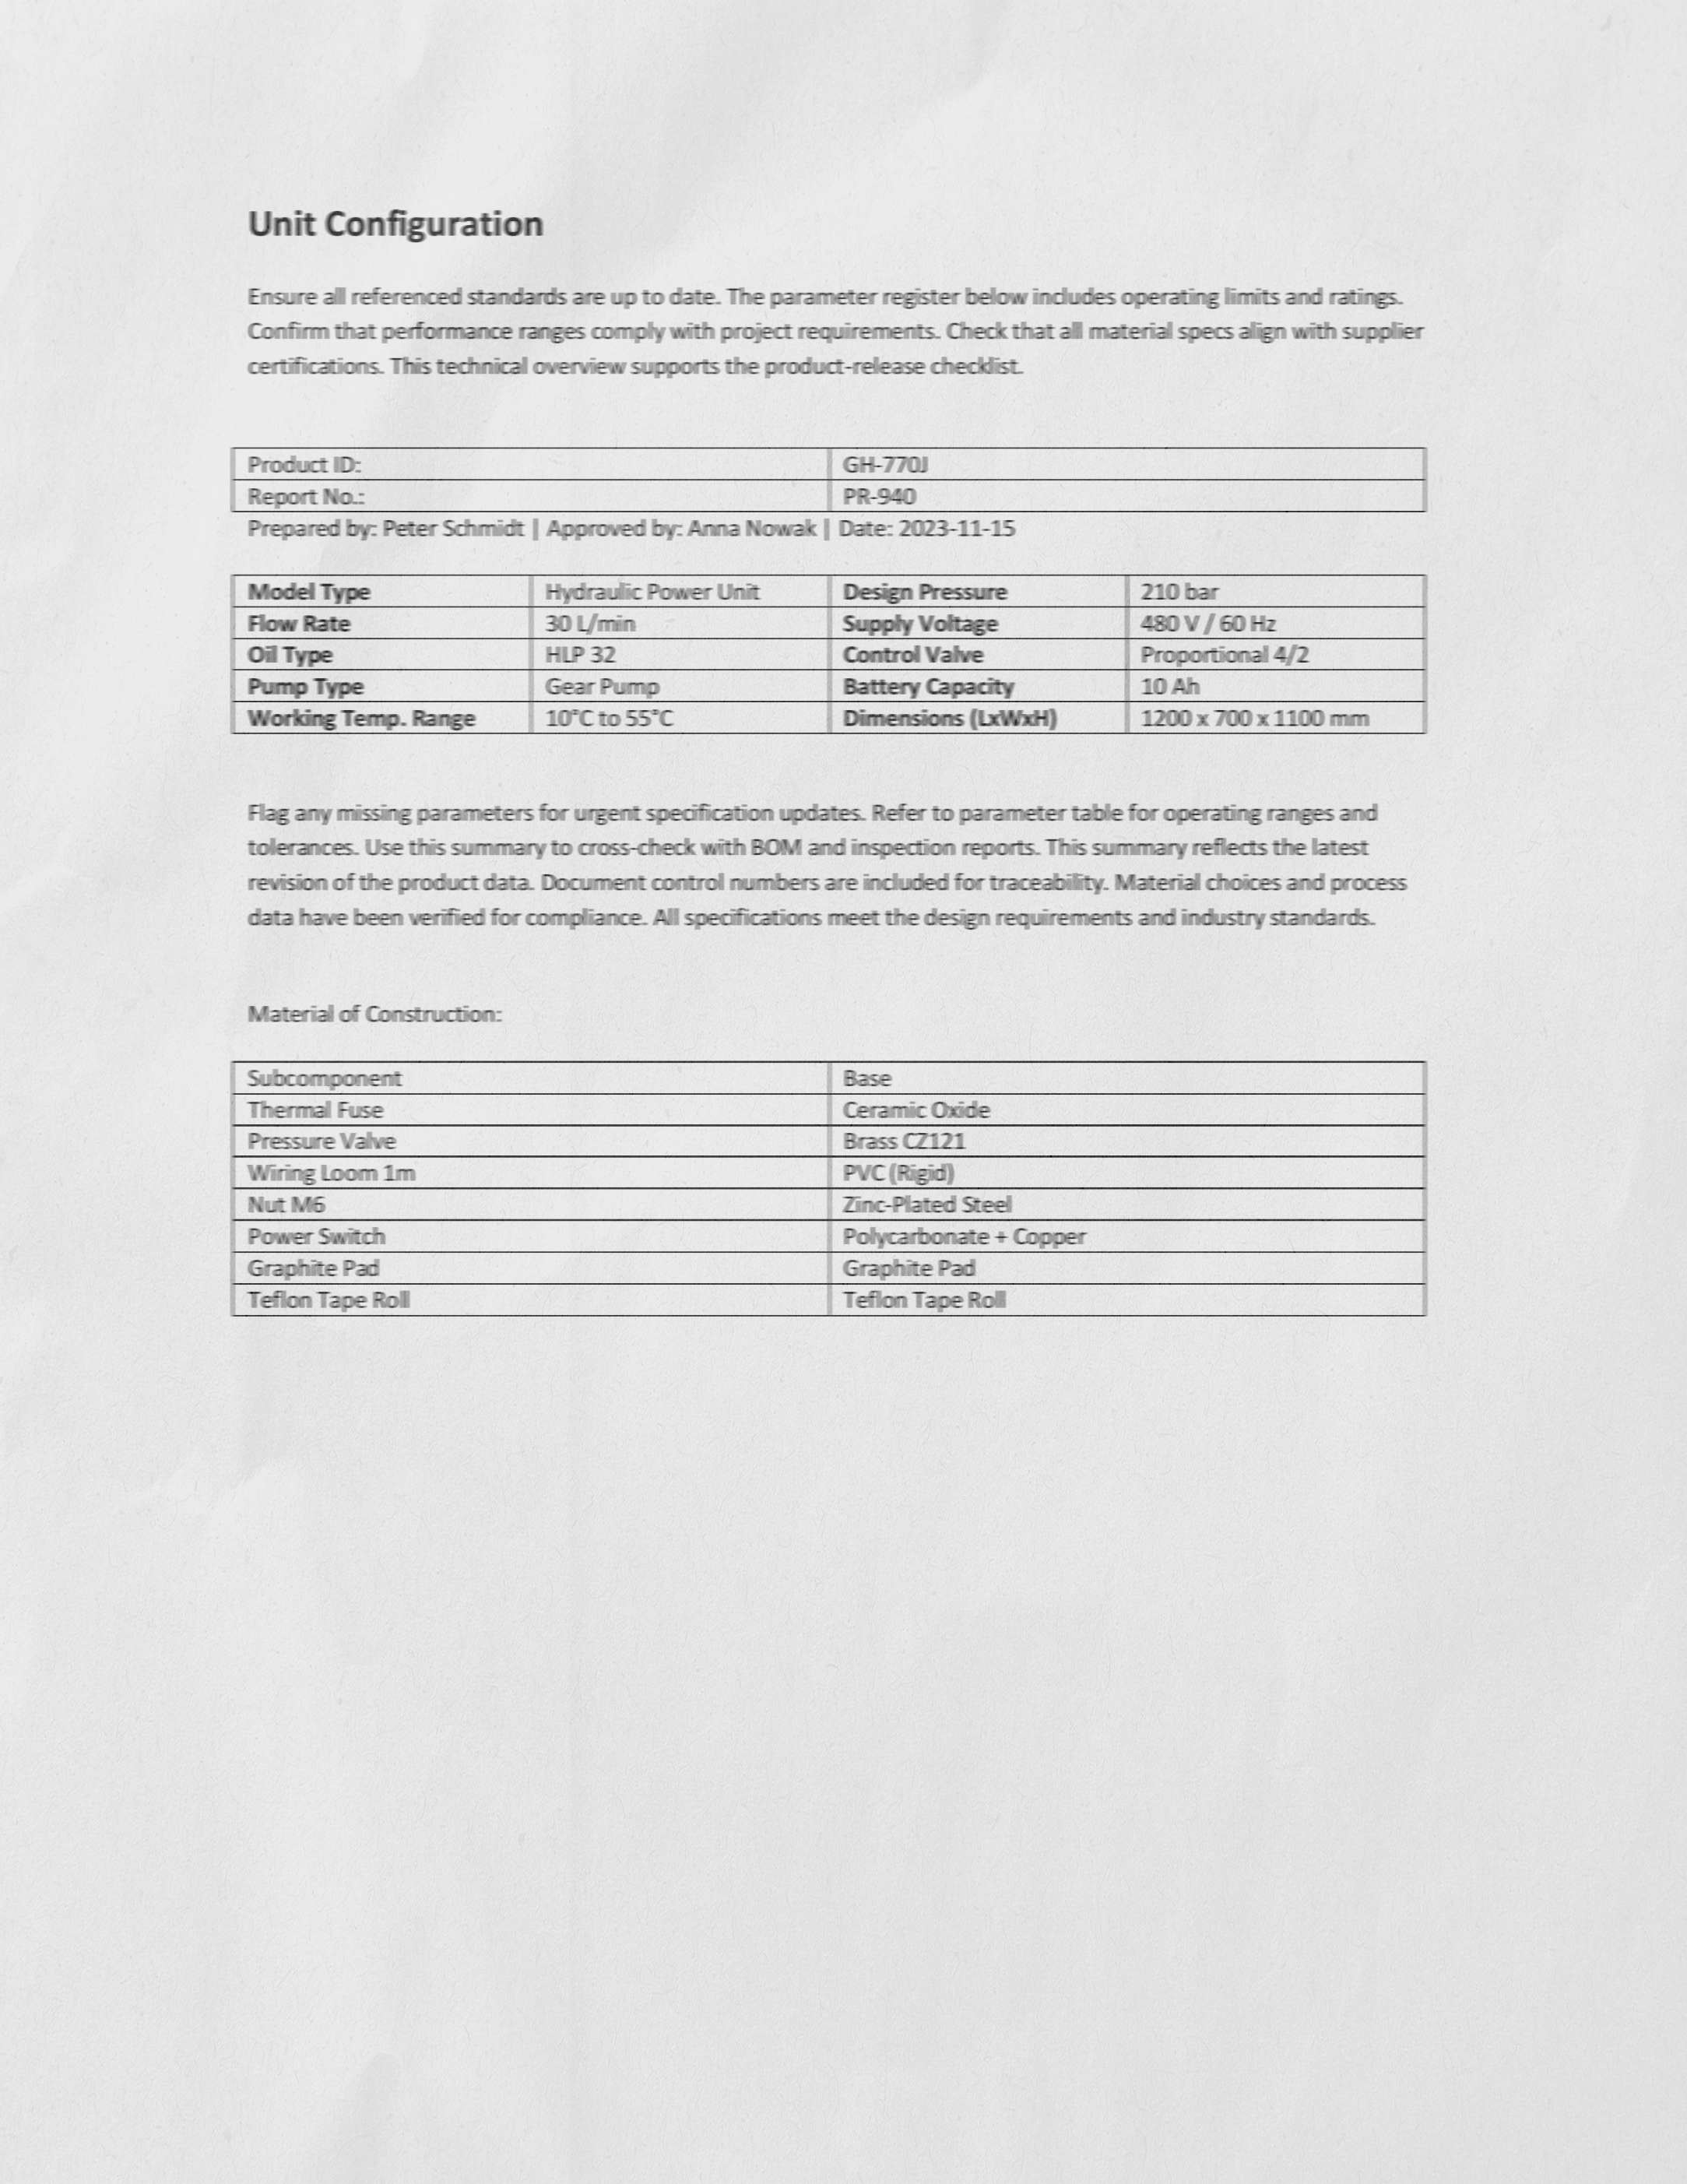 Unit Configuration
Ensure all referenced standards are up to date. The parameter register below includes operating limits and ratings.
Confirm that performance ranges comply with project requirements. Check that all material specs align with supplier
certifications. This technical overview supports the product-release checklist.
Product ID: GH-770J
Report No.: PR-940
Prepared by: Peter Schmidt | Approved by: Anna Nowak | Date: 2023-11-15
Model Type Hydraulic Power Unit Design Pressure 210 bar
Flow Rate 30 L/min Supply Voltage 480 V / 60 Hz
Oil Type HLP 32 Control Valve Proportional 4/2
Pump Type Gear Pump Battery Capacity 10 Ah
Working Temp. Range 10°C to 55°C Dimensions (LxWxH) 1200 x 700 x 1100 mm
Flag any missing parameters for urgent specification updates. Refer to parameter table for operating ranges and
tolerances. Use this summary to cross-check with BOM and inspection reports. This summary reflects the latest
revision of the product data. Document control numbers are included for traceability. Material choices and process
data have been verified for compliance. All specifications meet the design requirements and industry standards.
Material of Construction:
Subcomponent Base
Thermal Fuse Ceramic Oxide
Pressure Valve Brass CZ121
Wiring Loom 1m PVC (Rigid)
Nut M6 Zinc-Plated Steel
Power Switch Polycarbonate + Copper
Graphite Pad Graphite Pad
Teflon Tape Roll Teflon Tape Roll